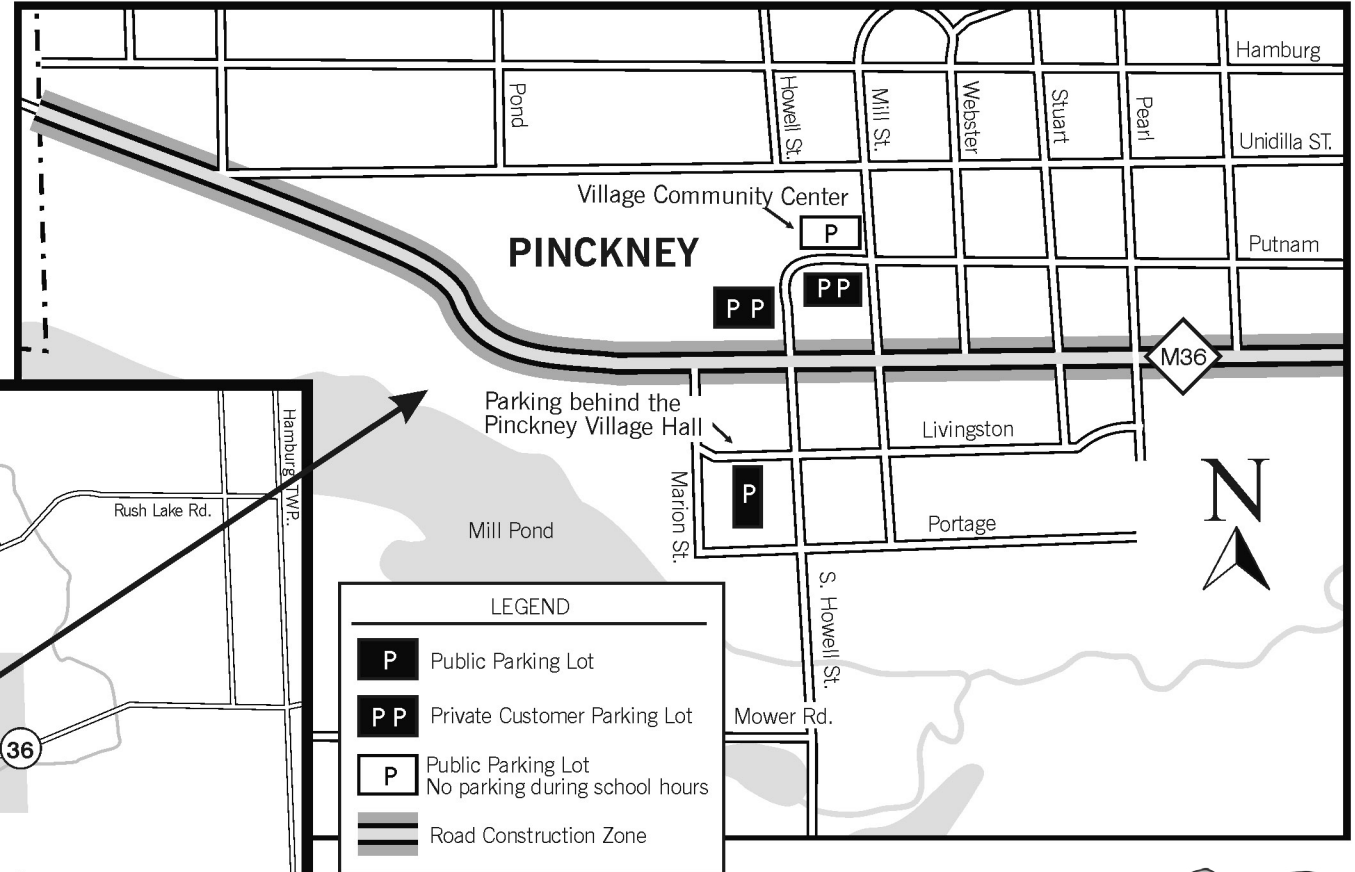 Hamburg
Pond
Howell St.
Mill St.
Webster
Stuart
Pearl
Unidilla ST.
Village Community Center
P
PINCKNEY
Putnam
P P
P P
M36
Parking behind the
Pinckney Village Hall
Livingston
Hamburg TWP.
Rush Lake Rd.
P
Marion St.
Portage
N
Mill Pond
S. Howell St.
LEGEND
P Public Parking Lot
P P Private Customer Parking Lot
Mower Rd.
36
P Public Parking Lot
No parking during school hours
Road Construction Zone